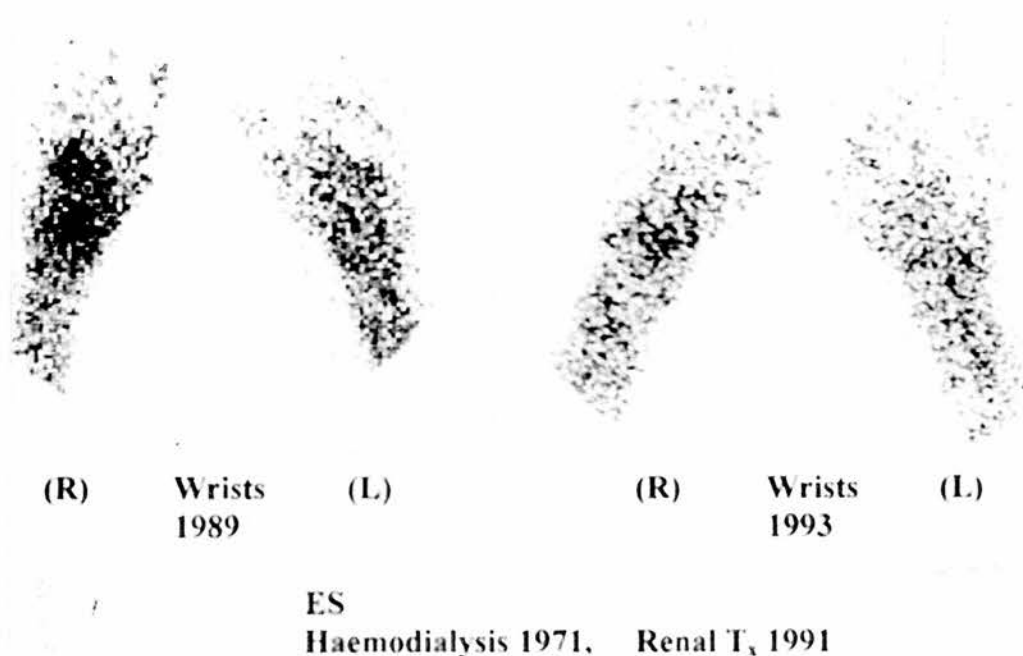 (R) Wrists (L)
1989
(R) Wrists (L)
1993
ES
Haemodialysis 1971, Renal Tx 1991